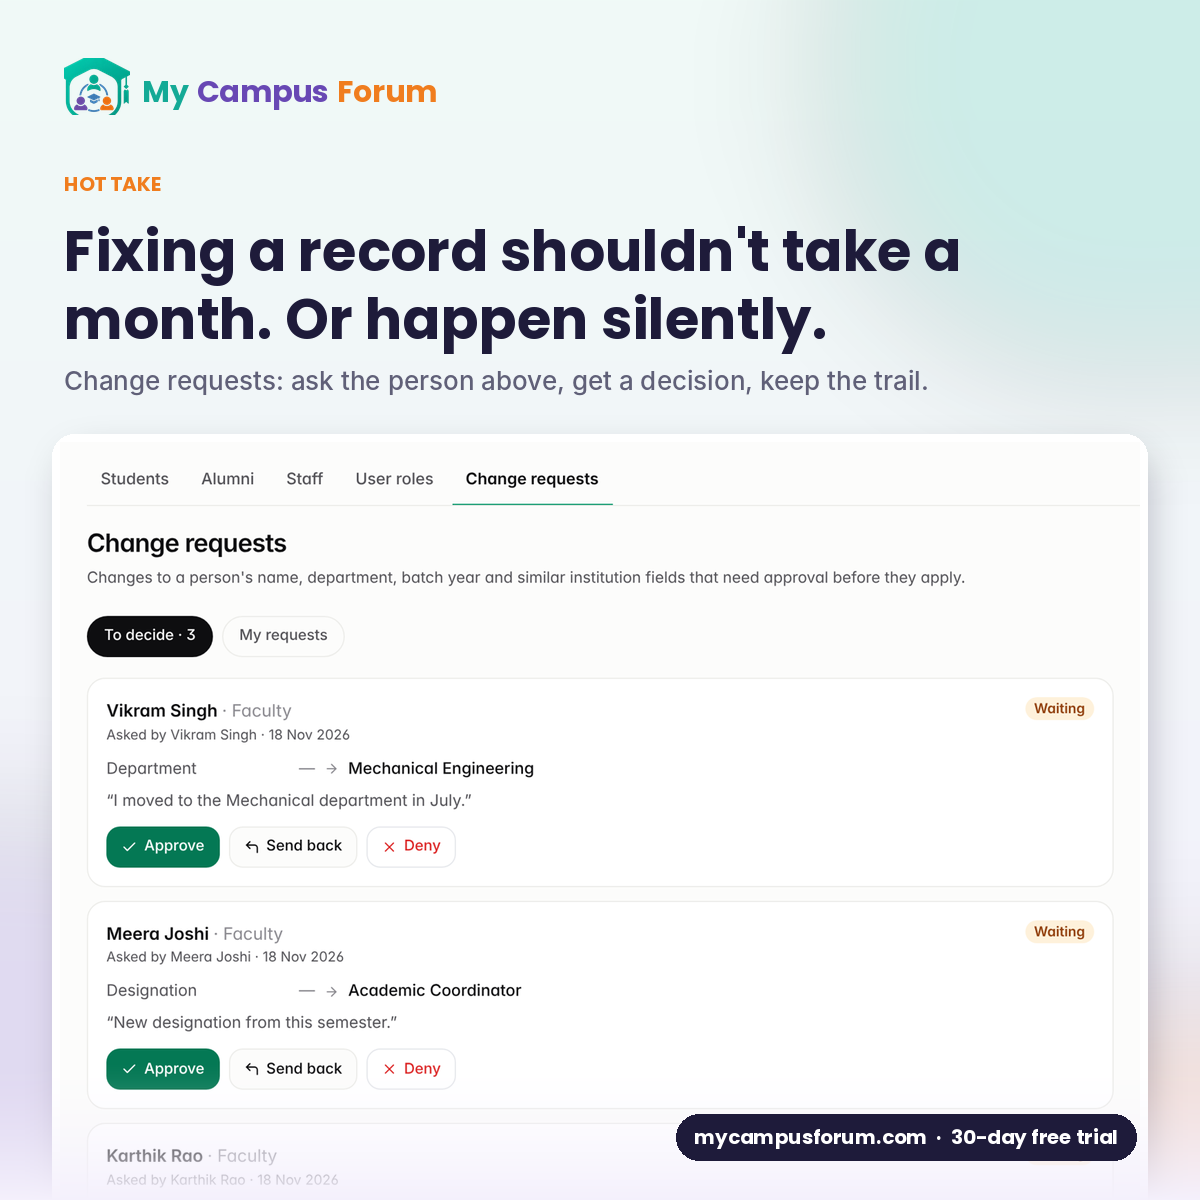 My Campus Forum
HOT TAKE
Fixing a record shouldn't take a
month. Or happen silently.
Change requests: ask the person above, get a decision, keep the trail.
Students Alumni Staff User roles Change requests
Change requests
Changes to a person's name, department, batch year and similar institution fields that need approval before they apply.
To decide · 3 My requests
Vikram Singh · Faculty Waiting
Asked by Vikram Singh · 18 Nov 2026
Department — → Mechanical Engineering
“I moved to the Mechanical department in July.”
Approve Send back Deny
Meera Joshi · Faculty Waiting
Asked by Meera Joshi · 18 Nov 2026
Designation — → Academic Coordinator
“New designation from this semester.”
Approve Send back Deny
mycampusforum.com · 30-day free trial
Karthik Rao · Faculty
Asked by Karthik Rao · 18 Nov 2026